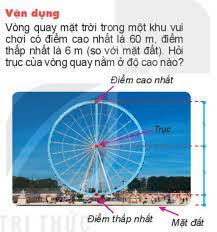 Vận dụng
Vòng quay mặt trời trong một khu vui
chơi có điểm cao nhất là 60 m, điểm
thấp nhất là 6 m (so với mặt đất). Hỏi
trục của vòng quay nằm ở độ cao nào?
Điểm cao nhất
Trục
Điểm thấp nhất
Mặt đất
TRI THỨC